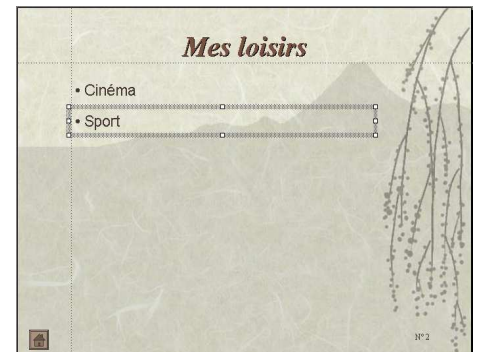 Mes loisirs
• Cinéma
• Sport
N° 2